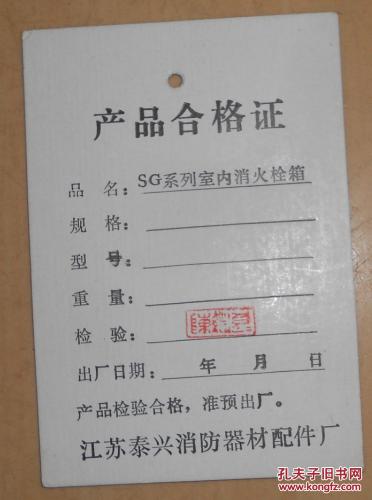 产品合格证
品 名：SG系列室内消火栓箱
规 格：
型 号：
重 量：
检 验：陳
出厂日期： 年 月 日
产品检验合格，准预出厂。
江苏泰兴消防器材配件厂
孔夫子旧书网
www.kongfz.com